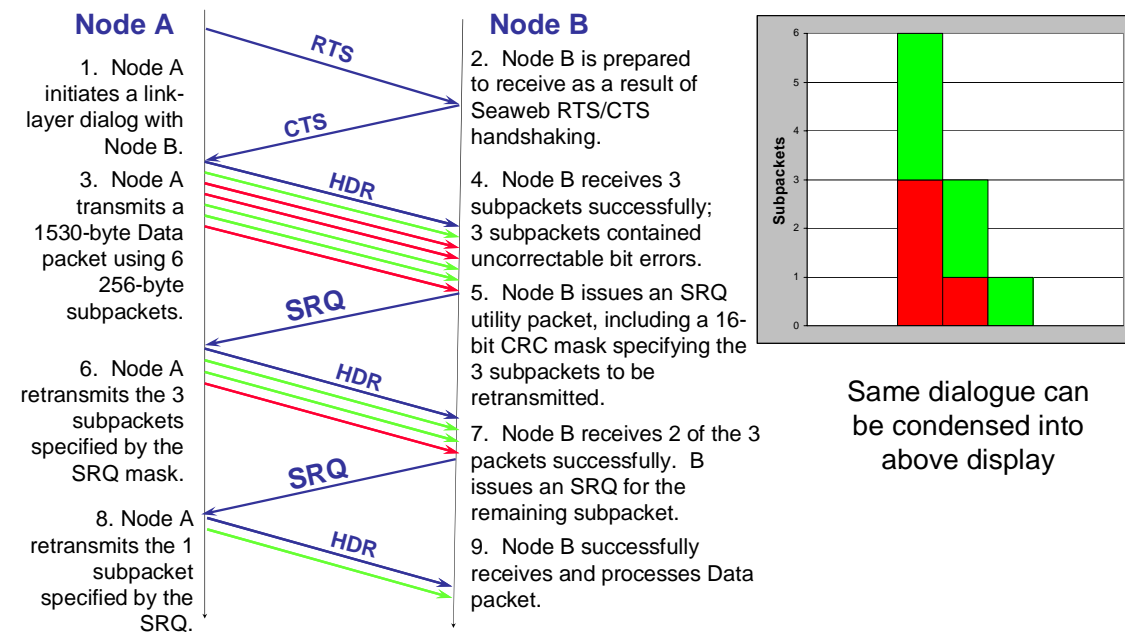 Node A
Node B
RTS
1. Node A
initiates a link-
layer dialog with
Node B.
2. Node B is prepared
to receive as a result of
Seaweb RTS/CTS
handshaking.
CTS
3. Node A
transmits a
1530-byte Data
packet using 6
256-byte
subpackets.
HDR
4. Node B receives 3
subpackets successfully;
3 subpackets contained
uncorrectable bit errors.
SRQ
5. Node B issues an SRQ
utility packet, including a 16-
bit CRC mask specifying the
3 subpackets to be
retransmitted.
6. Node A
retransmits the 3
subpackets
specified by the
SRQ mask.
HDR
7. Node B receives 2 of the 3
packets successfully. B
issues an SRQ for the
remaining subpacket.
SRQ
8. Node A
retransmits the 1
subpacket
specified by the
SRQ.
HDR
9. Node B successfully
receives and processes Data
packet.
Subpackets
6
5
4
3
2
1
0
Same dialogue can
be condensed into
above display